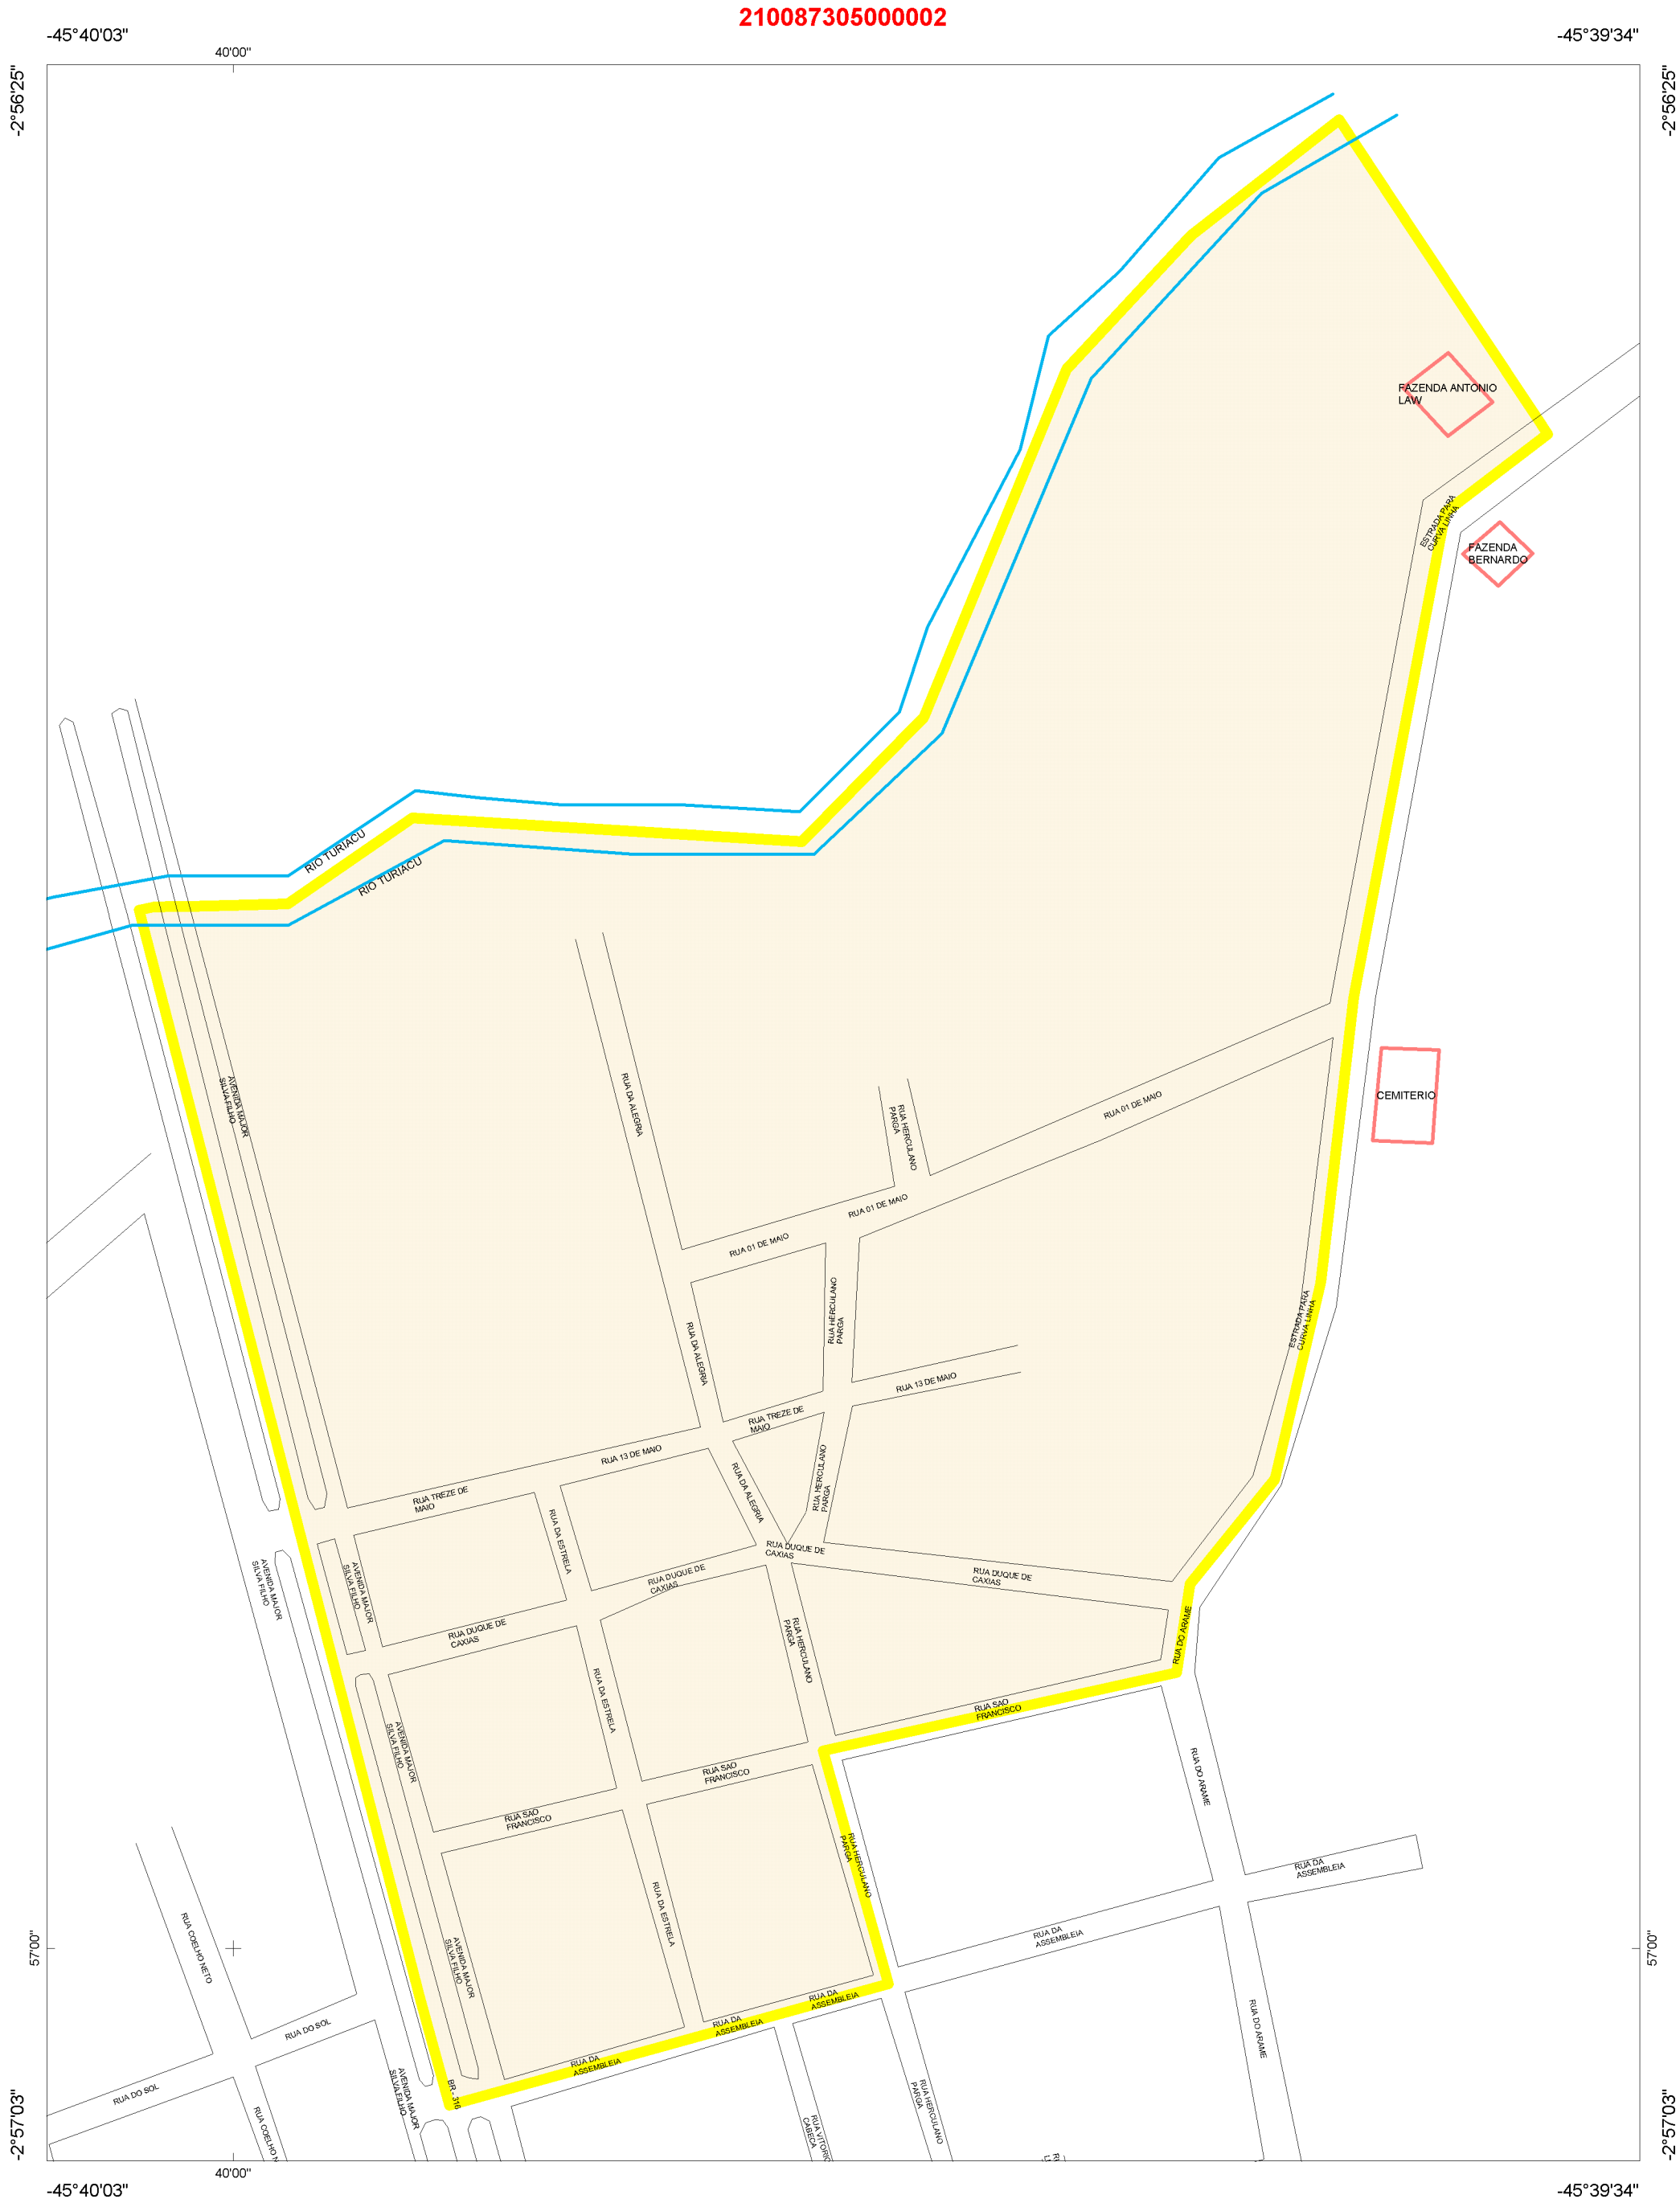 210087305000002
-45°40'03"
-45°39'34"
40'00"
-2°56'25"
-2°56'25"
FAZENDA ANTONIO
LAW
ESTRADA PARA
CURVA LINHA
FAZENDA
BERNARDO
RIO TURIACU
RIO TURIACU
CEMITERIO
AVENIDA MAJOR
SILVA FILHO
RUA DA ALEGRIA
RUA HERCULANO
PARGA
RUA 01 DE MAIO
RUA 01 DE MAIO
RUA 01 DE MAIO
RUA HERCULANO
PARGA
ESTRADA PARA
CURVA LINHA
RUA DA ALEGRIA
RUA 13 DE MAIO
RUA TREZE DE
MAIO
RUA 13 DE MAIO
RUA HERCULANO
PARGA
RUA DA ALEGRIA
RUA TREZE DE
MAIO
RUA DA ESTRELA
RUA DUQUE DE
CAXIAS
AVENIDA MAJOR
SILVA FILHO
AVENIDA MAJOR
SILVA FILHO
RUA DUQUE DE
CAXIAS
RUA DUQUE DE
CAXIAS
RUA DUQUE DE
CAXIAS
RUA HERCULANO
PARGA
RUA DO ARAME
RUA DA ESTRELA
RUA SAO
FRANCISCO
AVENIDA MAJOR
SILVA FILHO
RUA SAO
FRANCISCO
RUA DO ARAME
RUA SAO
FRANCISCO
RUA HERCULANO
PARGA
RUA DA
ASSEMBLEIA
RUA DA ESTRELA
RUA COELHO NETO
RUA DA
ASSEMBLEIA
AVENIDA MAJOR
SILVA FILHO
57'00"
57'00"
RUA DA
ASSEMBLEIA
RUA DA
ASSEMBLEIA
RUA DO SOL
RUA DO ARAME
RUA DA
ASSEMBLEIA
RUA DO SOL
BR - 316
AVENIDA MAJOR
SILVA FILHO
RUA HERCULANO
PARGA
RUA COELHO N
RUA VITORIO
CABECA
-2°57'03"
-2°57'03"
40'00"
-45°40'03"
-45°39'34"